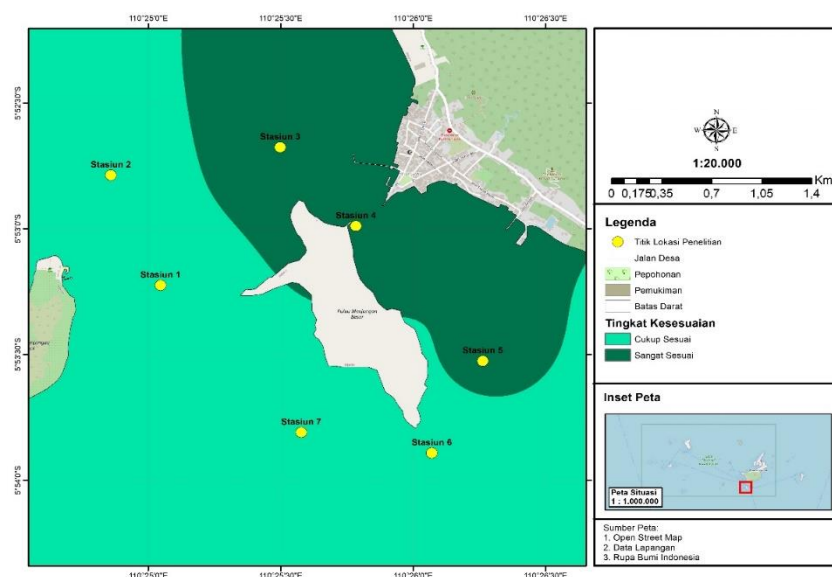 110°25'0"E
110°25'30"E
110°26'0"E
110°26'30"E
5°52'30"S
5°53'0"S
5°53'30"S
5°54'0"S
Stasiun 3
Stasiun 2
Stasiun 4
Stasiun 1
Besar
Stasiun 5
Stasiun 7
Stasiun 6
110°25'0"E
110°25'30"E
110°26'0"E
110°26'30"E
N
W
E
S
1:20.000
Km
0 0,175 0,35 0,7 1,05 1,4
Legenda
Titik Lokasi Penelitian
Jalan Desa
Pepohonan
Pemukiman
Batas Darat
Tingkat Kesesuaian
Cukup Sesuai
Sangat Sesuai
Inset Peta
Peta Situasi
1 : 1.000.000
Sumber Peta:
1. Open Street Map
2. Data Lapangan
3. Rupa Bumi Indonesia